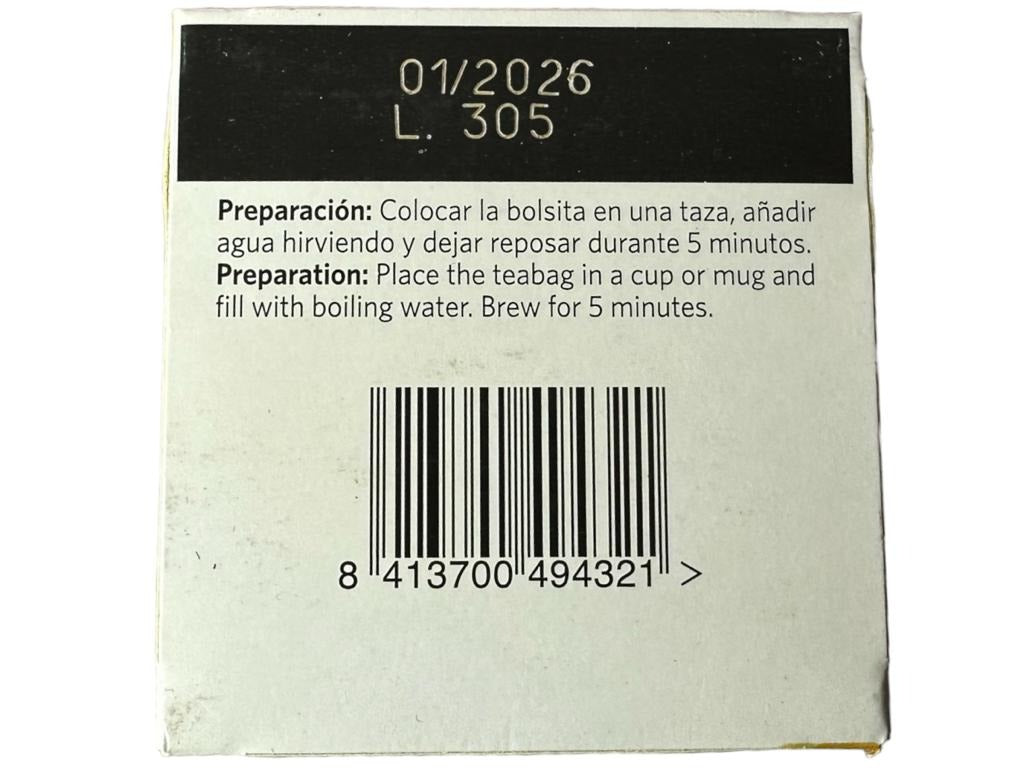 01/2026
L. 305
Preparación: Colocar la bolsita en una taza, añadir
agua hirviendo y dejar reposar durante 5 minutos.
Preparation: Place the teabag in a cup or mug and
fill with boiling water. Brew for 5 minutes.
8 413700 494321 >